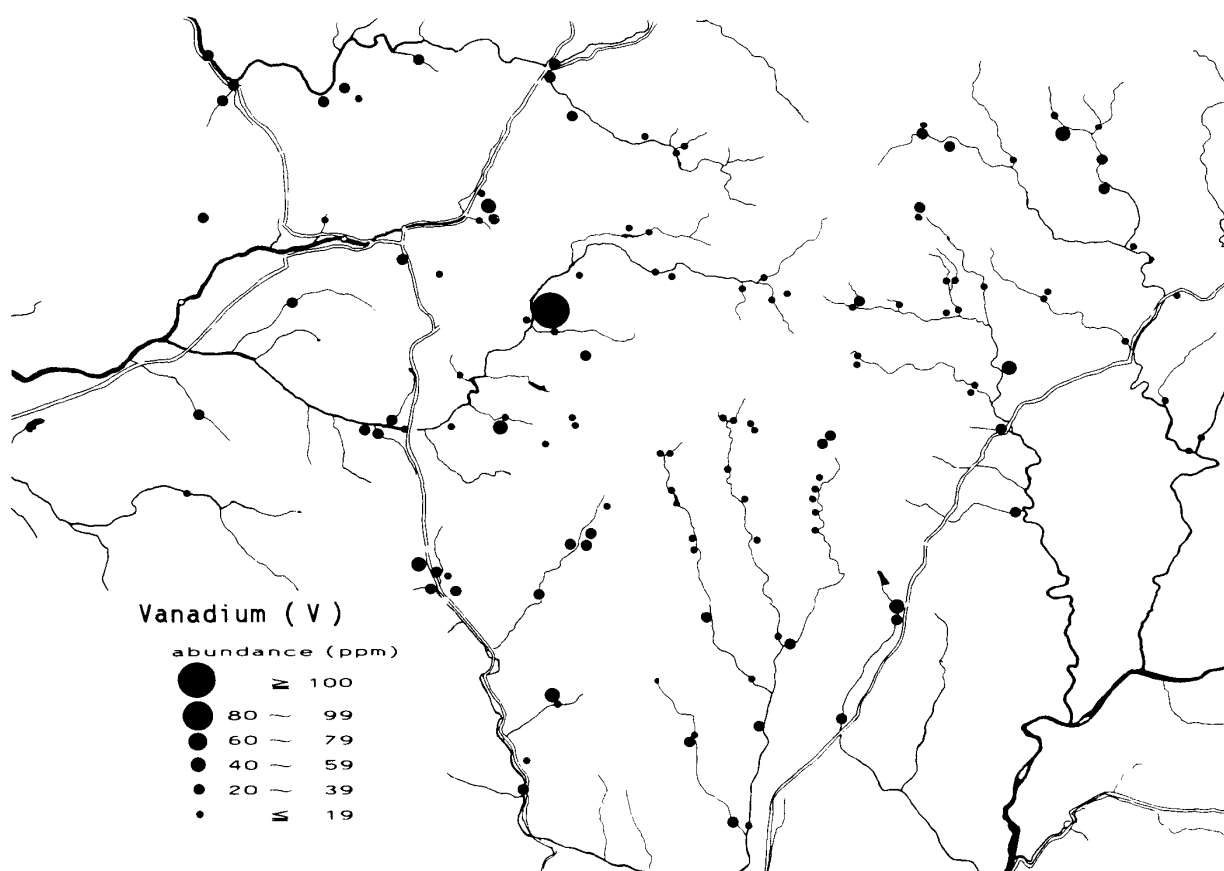 Vanadium ( V )
abundance (ppm)
≧ 100
80 ~ 99
60 ~ 79
40 ~ 59
20 ~ 39
≦ 19